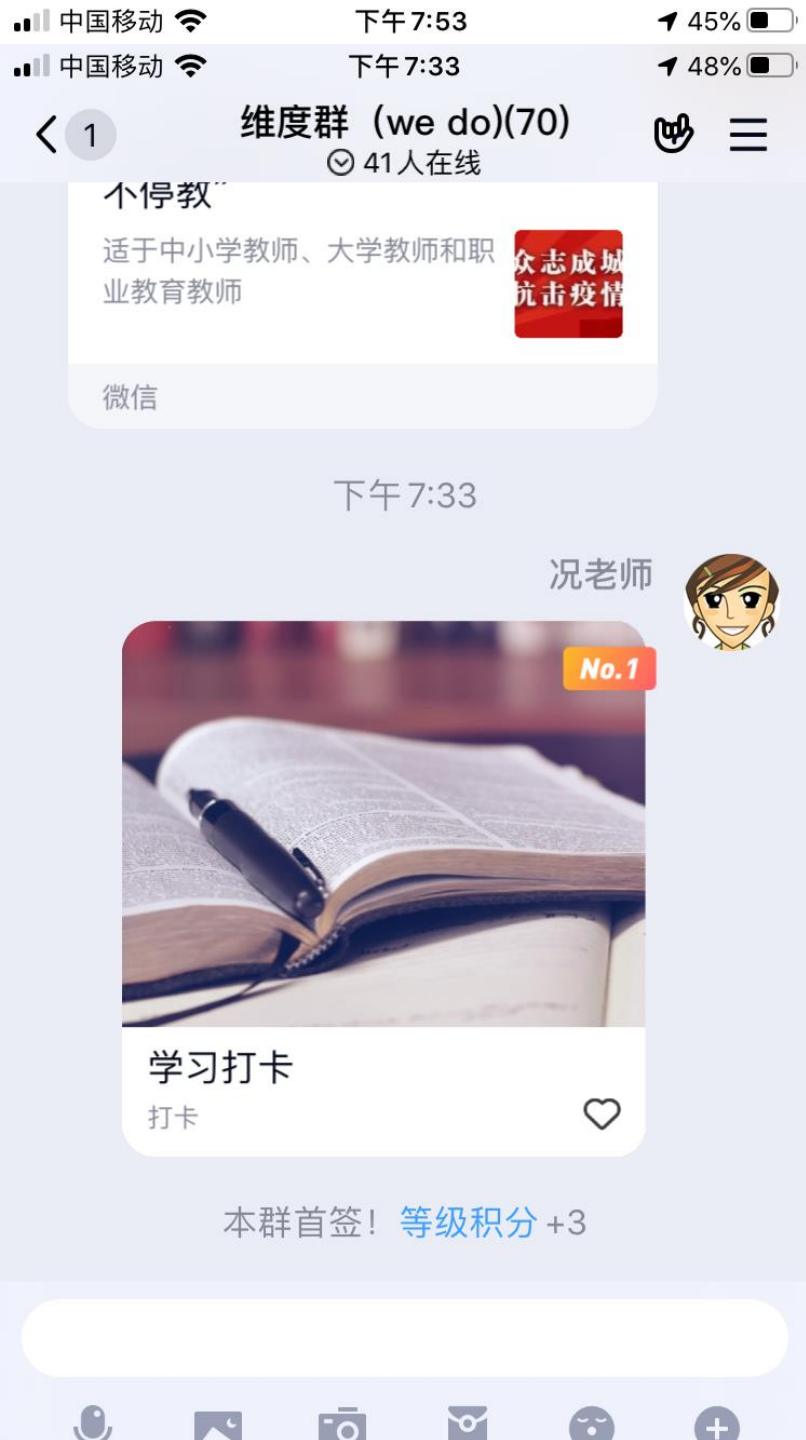 中国移动 下午7:53 45%
中国移动 下午7:33 48%
1 维度群（we do)(70)
41人在线
不停教”
适于中小学教师、大学教师和职
业教育教师
众志成城
抗击疫情
微信
下午7:33
况老师
No.1
学习打卡
打卡
本群首签！等级积分+3